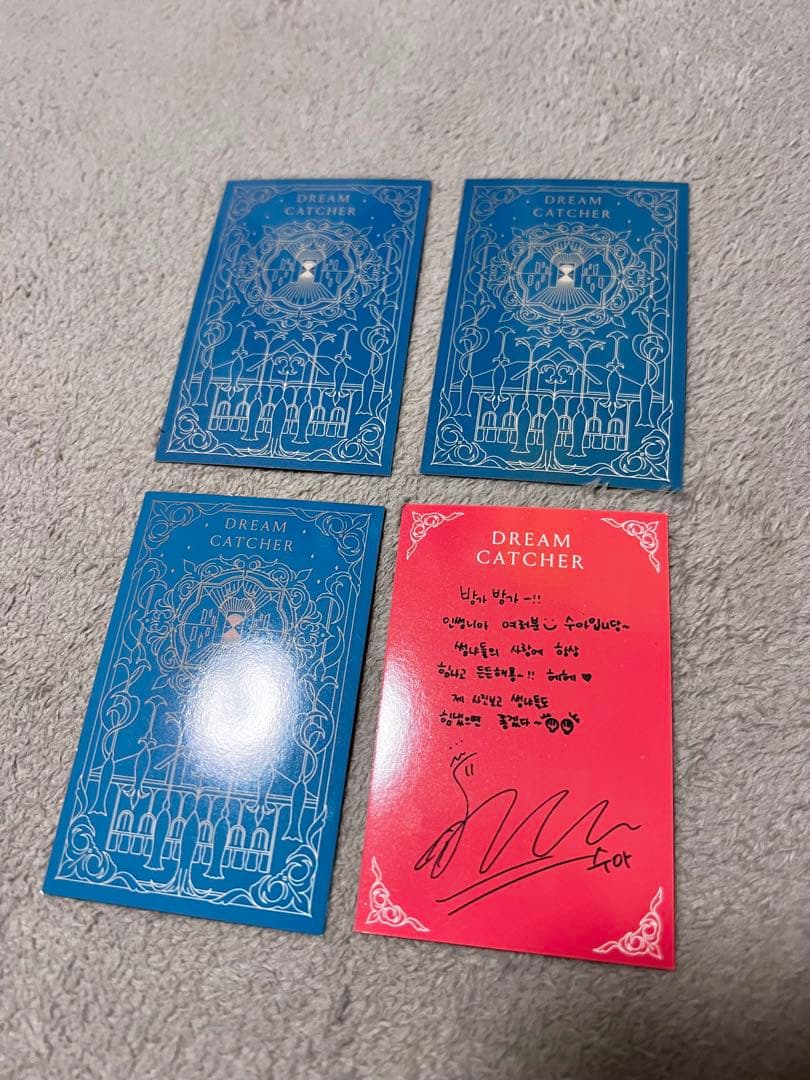 DREAM
CATCHER
DREAM
CATCHER
DREAM
CATCHER
DREAM
CATCHER
방가 방가-!!
인썸니아 여러분 수아입니당~
썸냐들의 사랑에 항상
힘나고 든든해용~!! 헤헤 ♥
제 사진보고 썸냐들도
힘냈으면 좋겠다~
수아